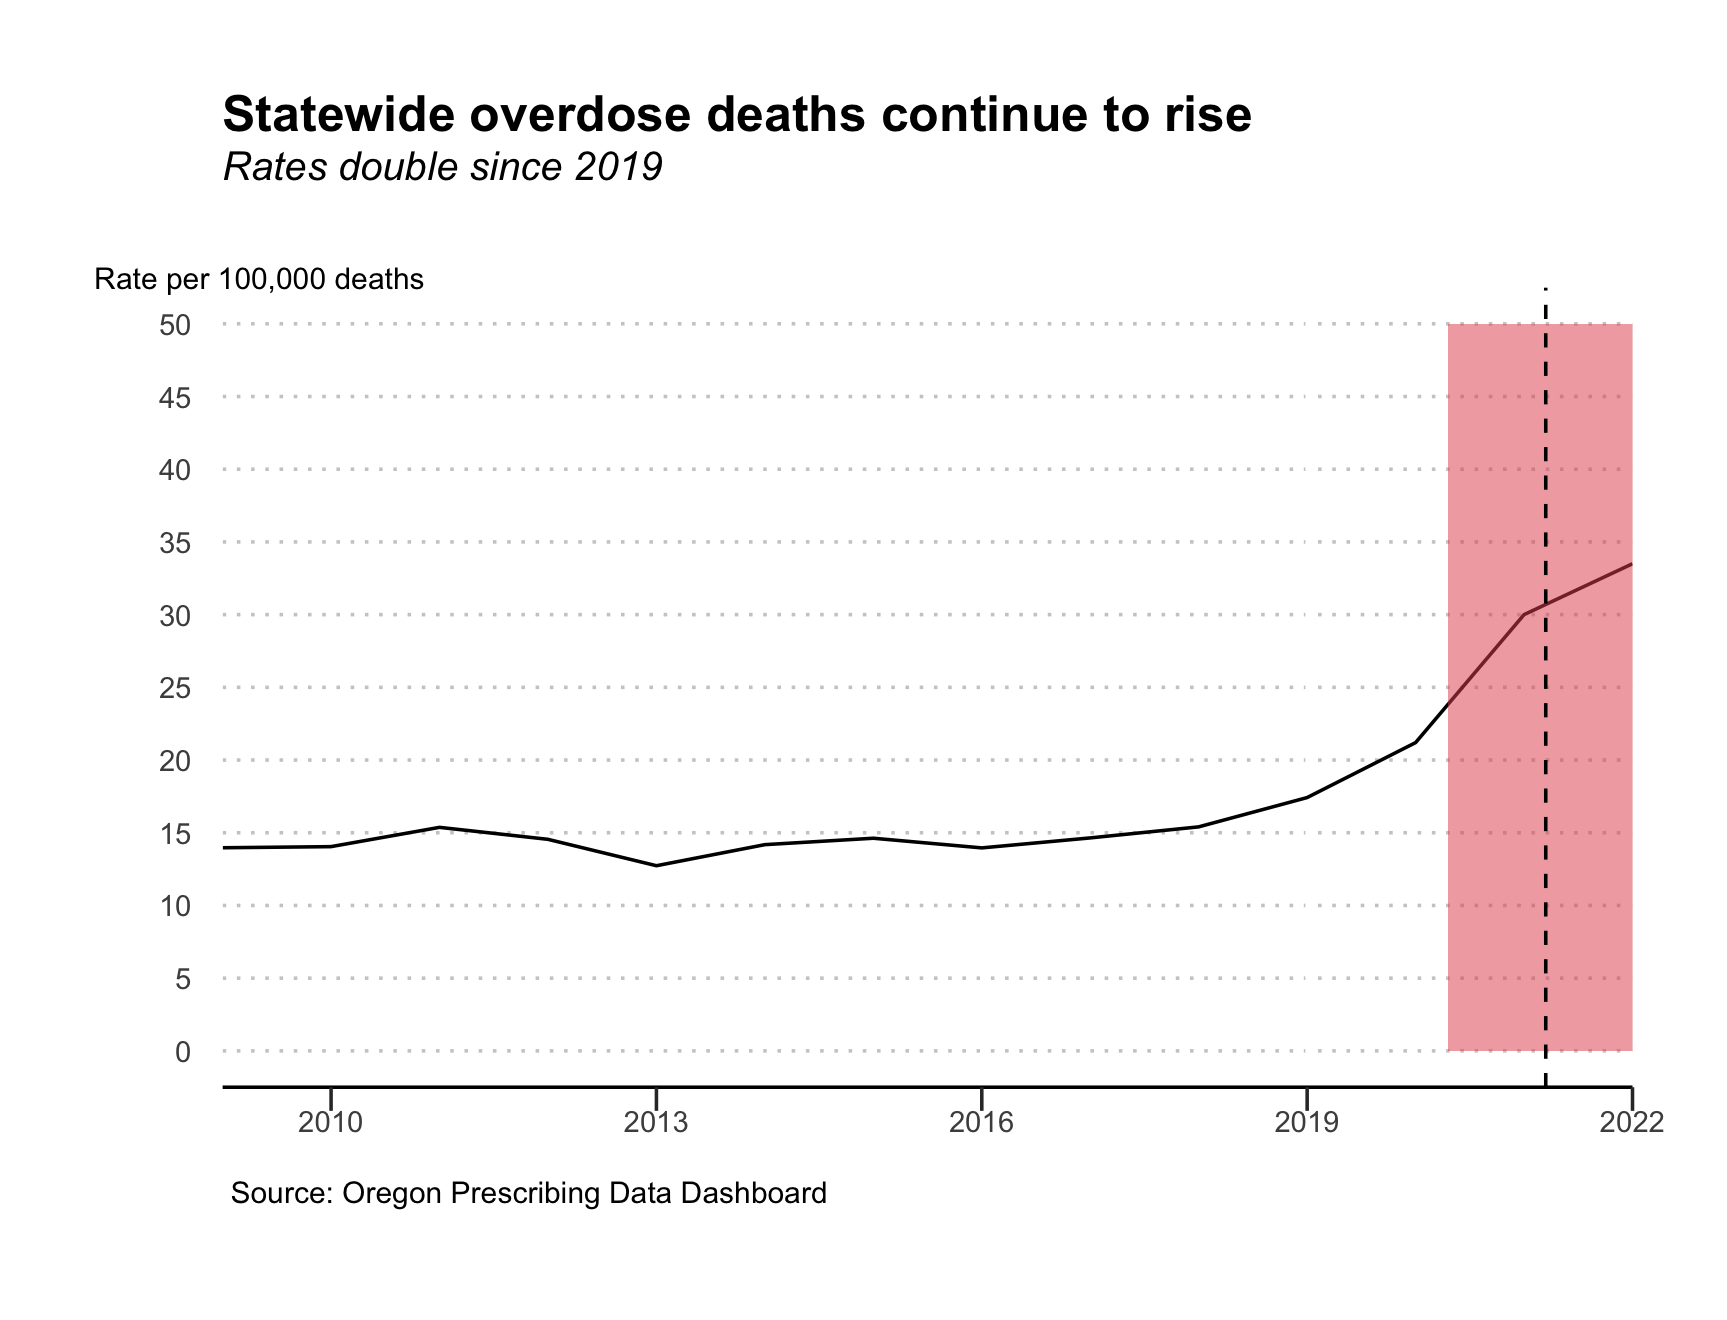 Statewide overdose deaths continue to rise
Rates double since 2019
Rate per 100,000 deaths
50
45
40
35
30
25
20
15
10
5
0
2010 2013 2016 2019 2022
Source: Oregon Prescribing Data Dashboard